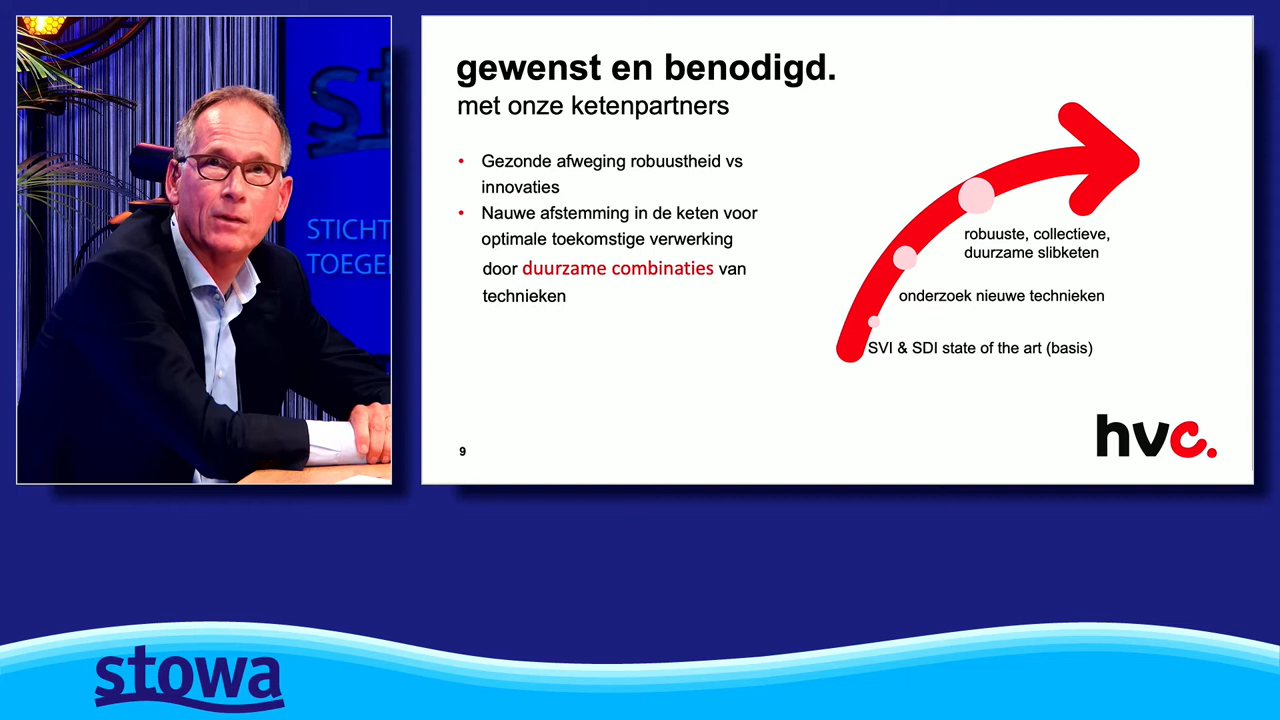 st
STICHT
TOEGE
gewenst en benodigd.
met onze ketenpartners
• Gezonde afweging robuustheid vs
innovaties
• Nauwe afstemming in de keten voor
optimale toekomstige verwerking
door duurzame combinaties van
technieken
robuuste, collectieve,
duurzame slibketen
onderzoek nieuwe technieken
SVI & SDI state of the art (basis)
9
hvc.
stowa